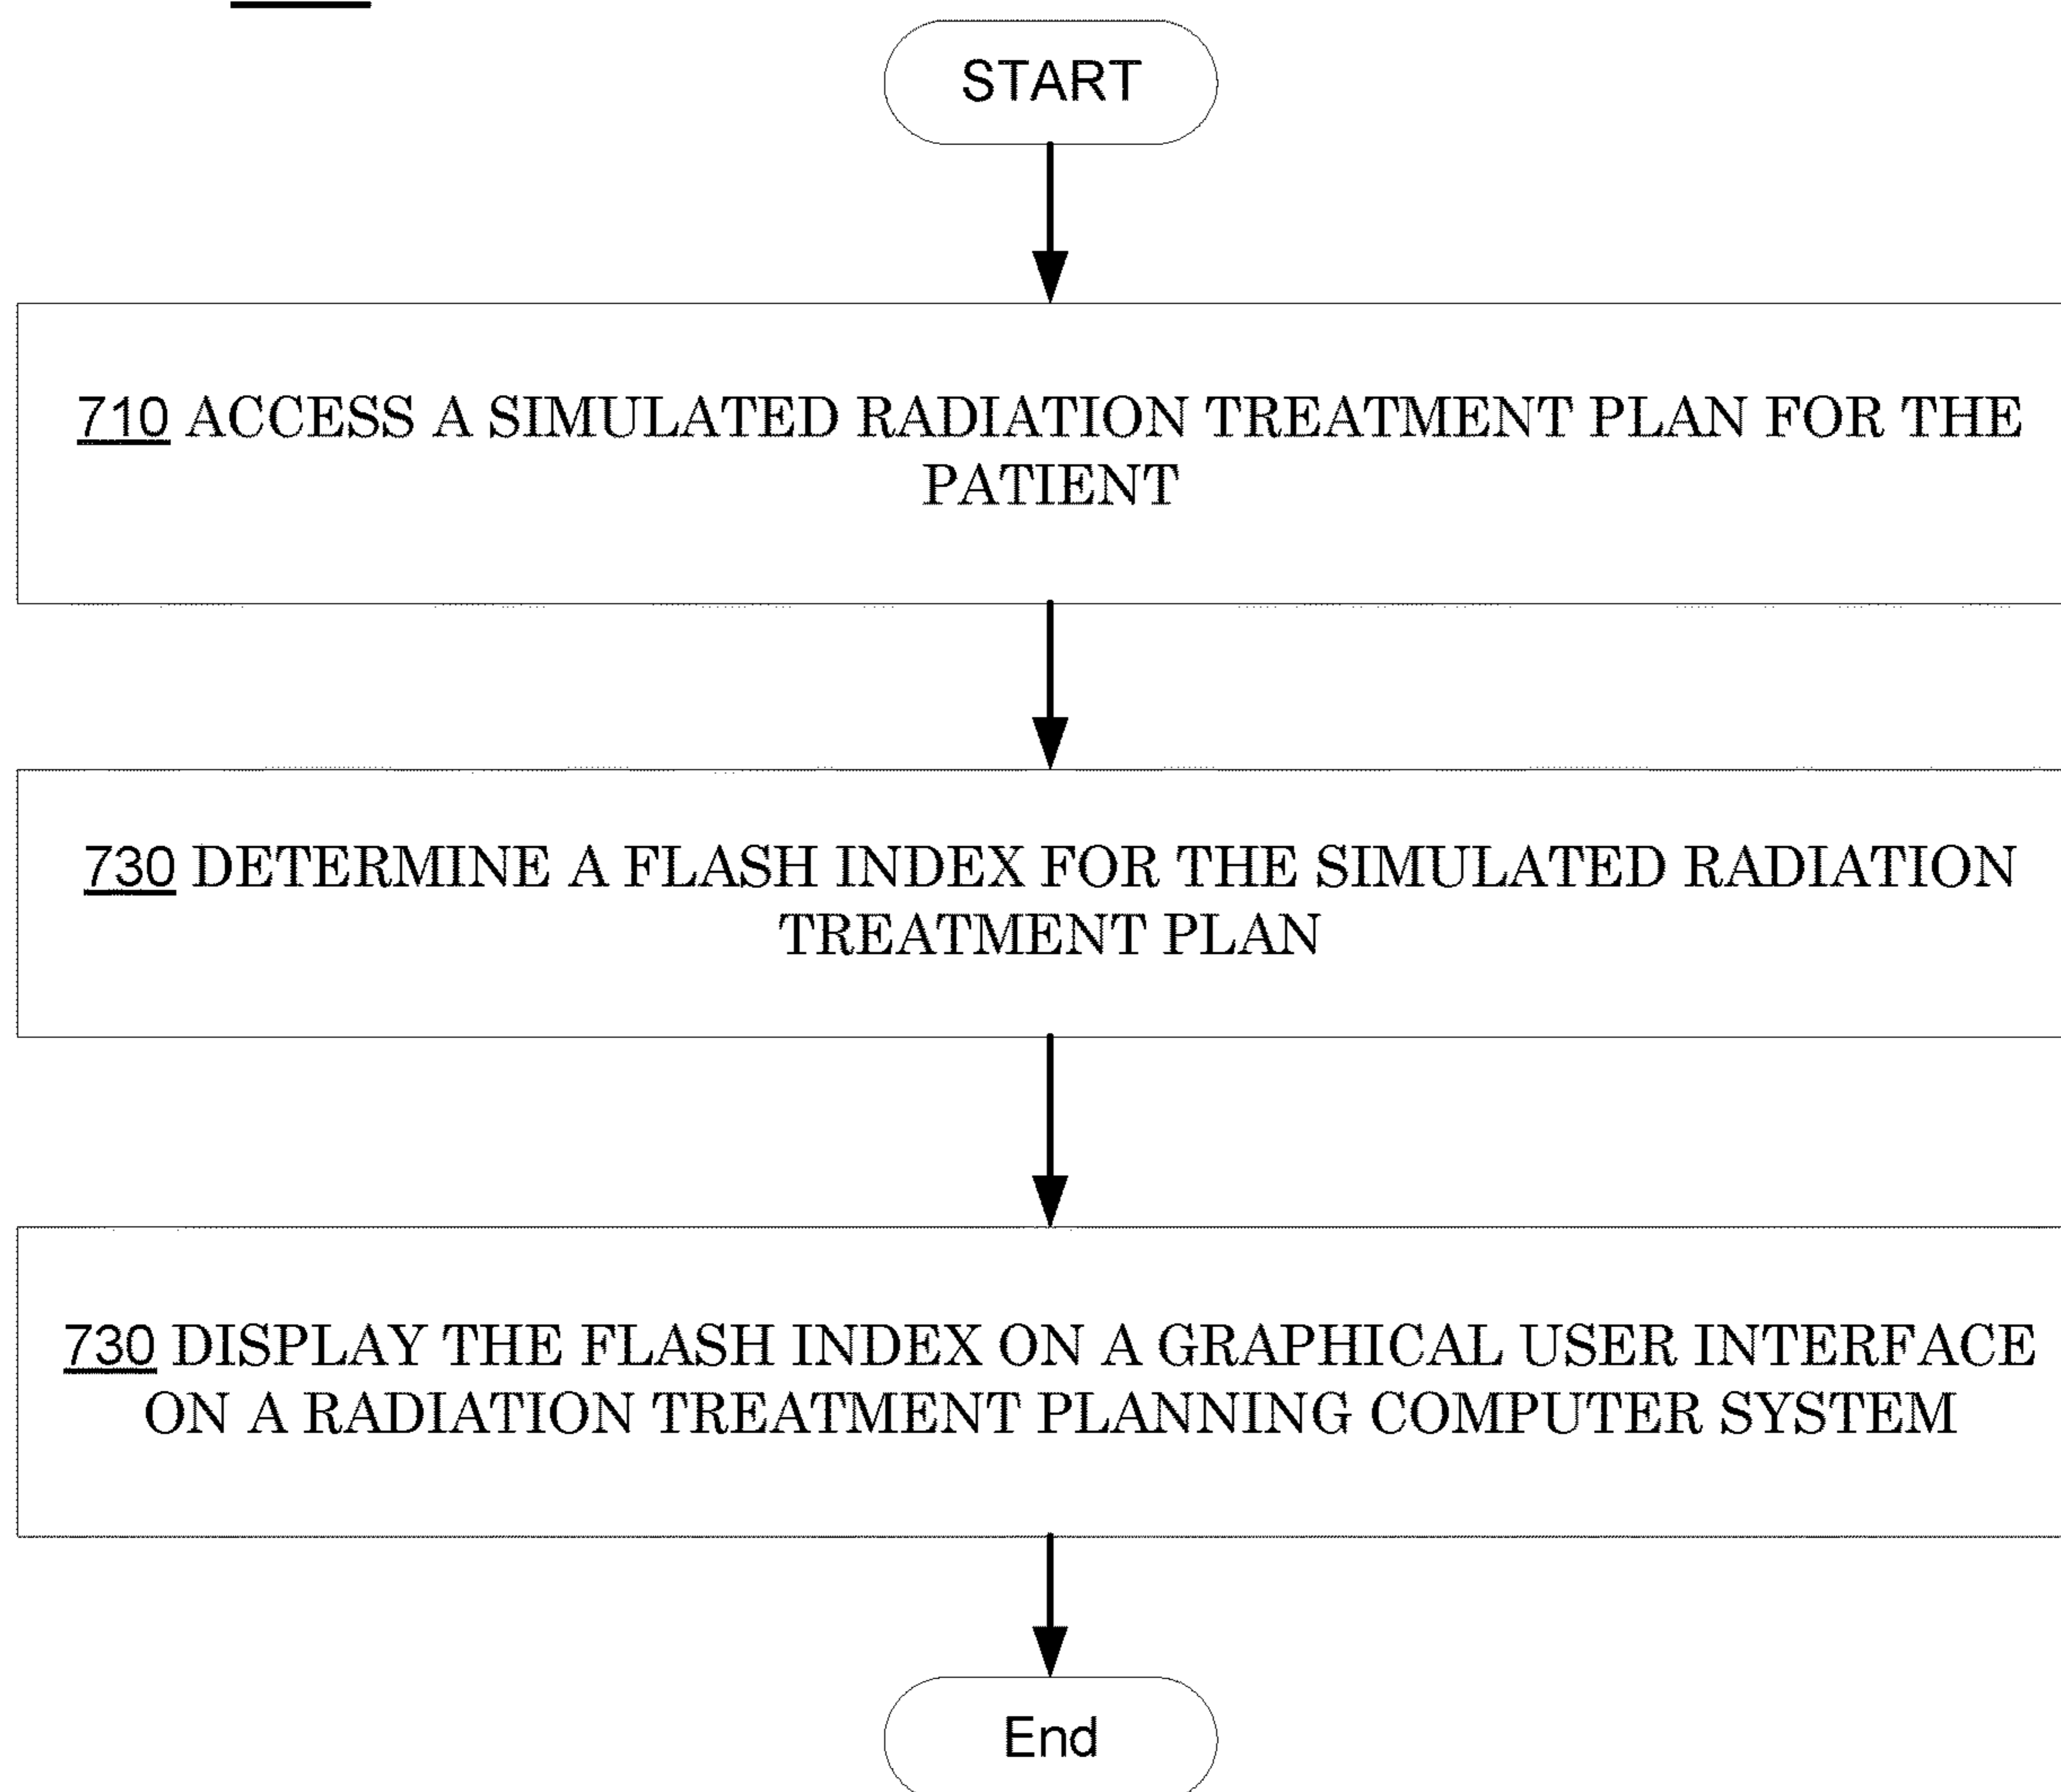 START
710 ACCESS A SIMULATED RADIATION TREATMENT PLAN FOR THE
PATIENT
730 DETERMINE A FLASH INDEX FOR THE SIMULATED RADIATION
TREATMENT PLAN
730 DISPLAY THE FLASH INDEX ON A GRAPHICAL USER INTERFACE
ON A RADIATION TREATMENT PLANNING COMPUTER SYSTEM
End